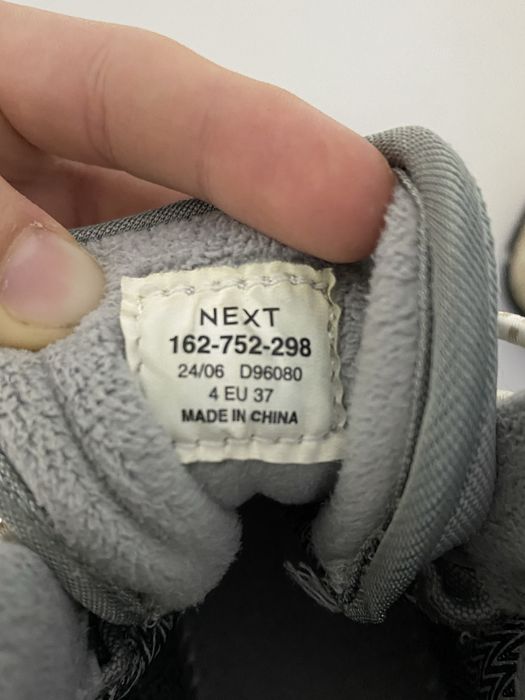 NEXT
162-752-298
24/06 D96080
4 EU 37
MADE IN CHINA